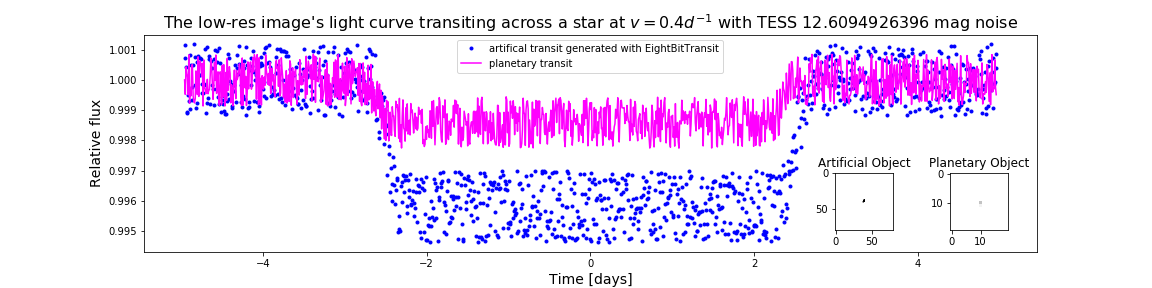 The low-res image's light curve transiting across a star at v = 0.4d⁻¹ with TESS 12.6094926396 mag noise
artifical transit generated with EightBitTransit
planetary transit
Relative flux
1.001
1.000
0.999
0.998
0.997
0.996
0.995
−4
−2
0
2
4
Time [days]
Artificial Object
0
50
0
50
Planetary Object
0
10
0
10